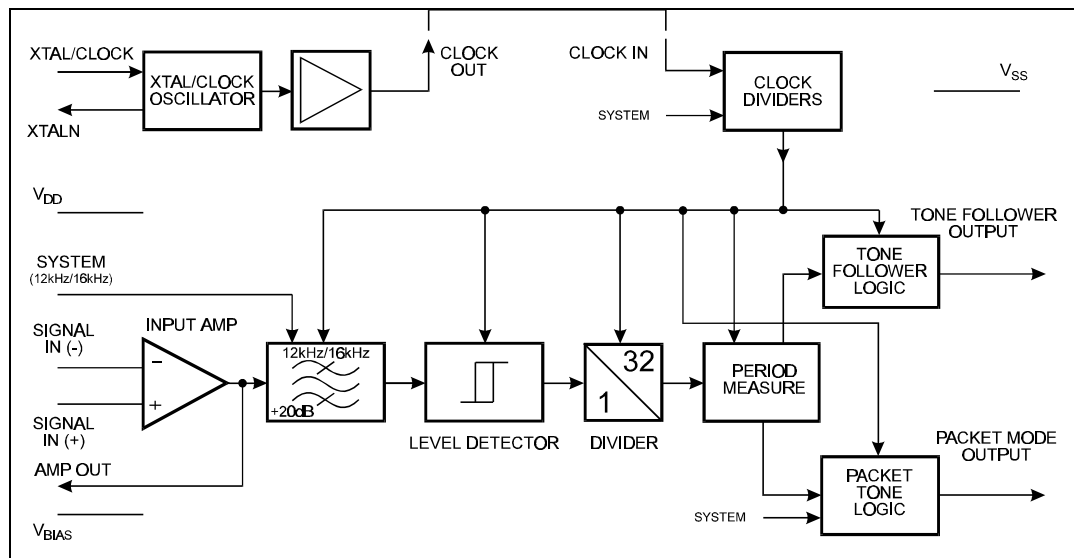 XTAL/CLOCK
XTALN
XTAL/CLOCK
OSCILLATOR
CLOCK
OUT
CLOCK IN
SYSTEM
CLOCK
DIVIDERS
VSS
VDD
SYSTEM
(12kHz/16kHz)
SIGNAL
IN (-)
INPUT AMP
−
+
SIGNAL
IN (+)
AMP OUT
VBIAS
12kHz/16kHz
+20dB
LEVEL DETECTOR
32
1
DIVIDER
PERIOD
MEASURE
TONE FOLLOWER
OUTPUT
TONE
FOLLOWER
LOGIC
PACKET MODE
OUTPUT
PACKET
TONE
LOGIC
SYSTEM